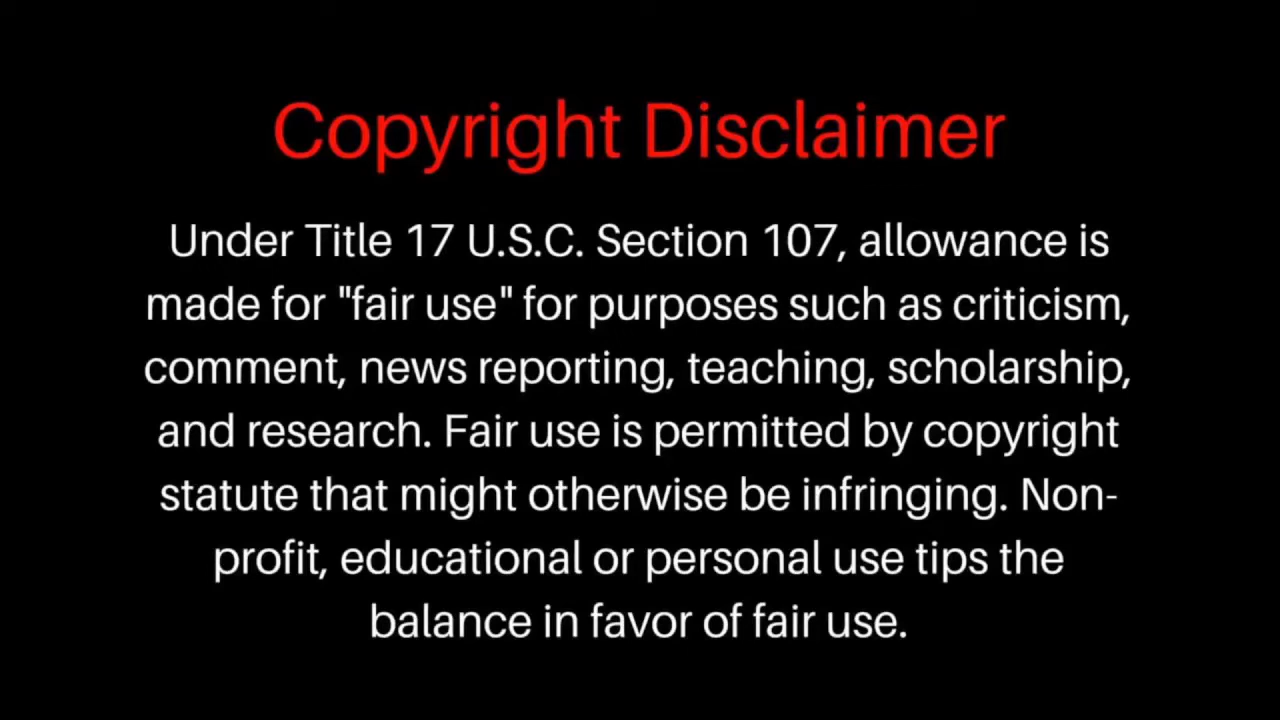 Copyright Disclaimer
Under Title 17 U.S.C. Section 107, allowance is
made for "fair use" for purposes such as criticism,
comment, news reporting, teaching, scholarship,
and research. Fair use is permitted by copyright
statute that might otherwise be infringing. Non-
profit, educational or personal use tips the
balance in favor of fair use.